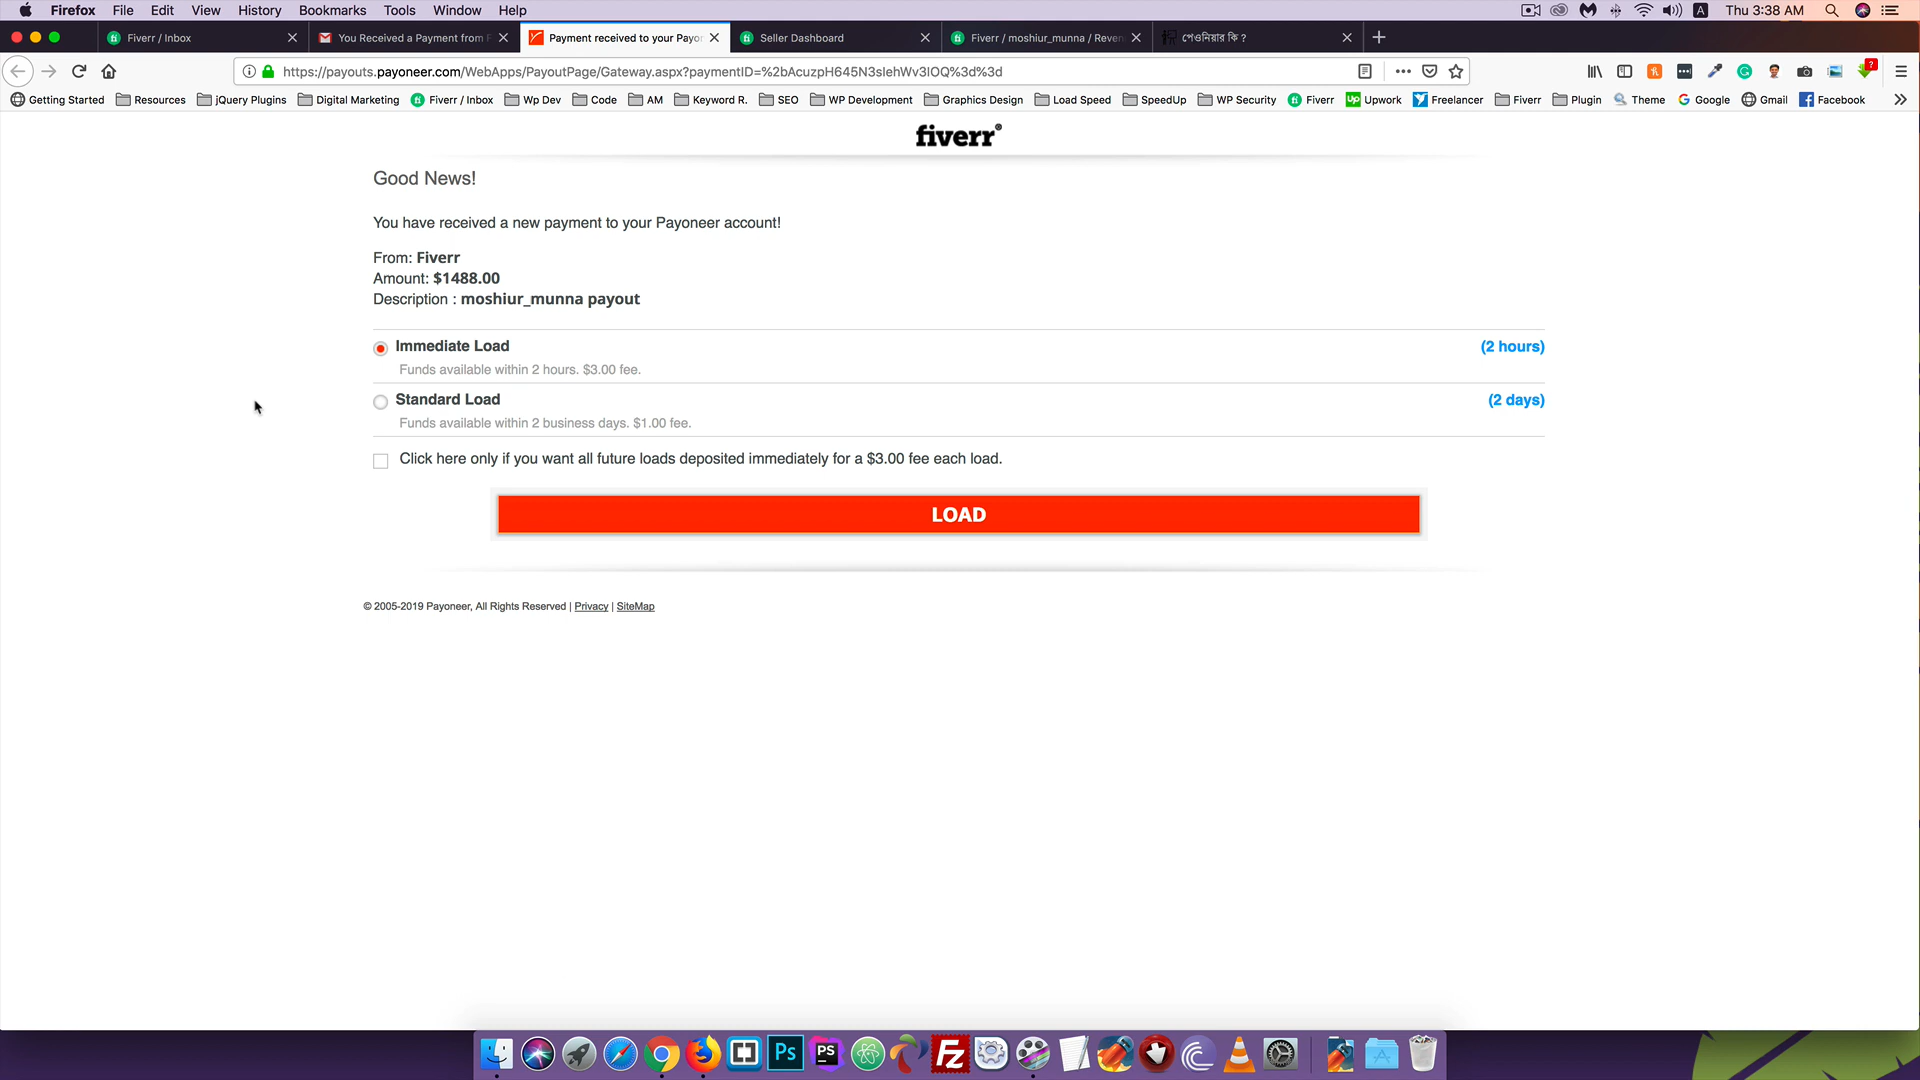 Firefox File Edit View History Bookmarks Tools Window Help
A Thu 3:38 AM
Fiverr / Inbox
You Received a Payment from F
Payment received to your Payor
Seller Dashboard
Fiverr / moshiur_munna / Reven
পেওনিয়ার কি ?
https://payouts.payoneer.com/WebApps/PayoutPage/Gateway.aspx?paymentID=%2bAcuzpH645N3sIehWv3IOQ%3d%3d
?
Getting Started Resources jQuery Plugins Digital Marketing Fiverr / Inbox Wp Dev Code AM Keyword R. SEO WP Development Graphics Design Load Speed SpeedUp WP Security Fiverr Upwork Freelancer Fiverr Plugin Theme Google Gmail Facebook
fiverr®
Good News!
You have received a new payment to your Payoneer account!
From: Fiverr
Amount: $1488.00
Description : moshiur_munna payout
Immediate Load (2 hours)
Funds available within 2 hours. $3.00 fee.
Standard Load (2 days)
Funds available within 2 business days. $1.00 fee.
Click here only if you want all future loads deposited immediately for a $3.00 fee each load.
LOAD
© 2005-2019 Payoneer, All Rights Reserved | Privacy | SiteMap
Ps PS Fz